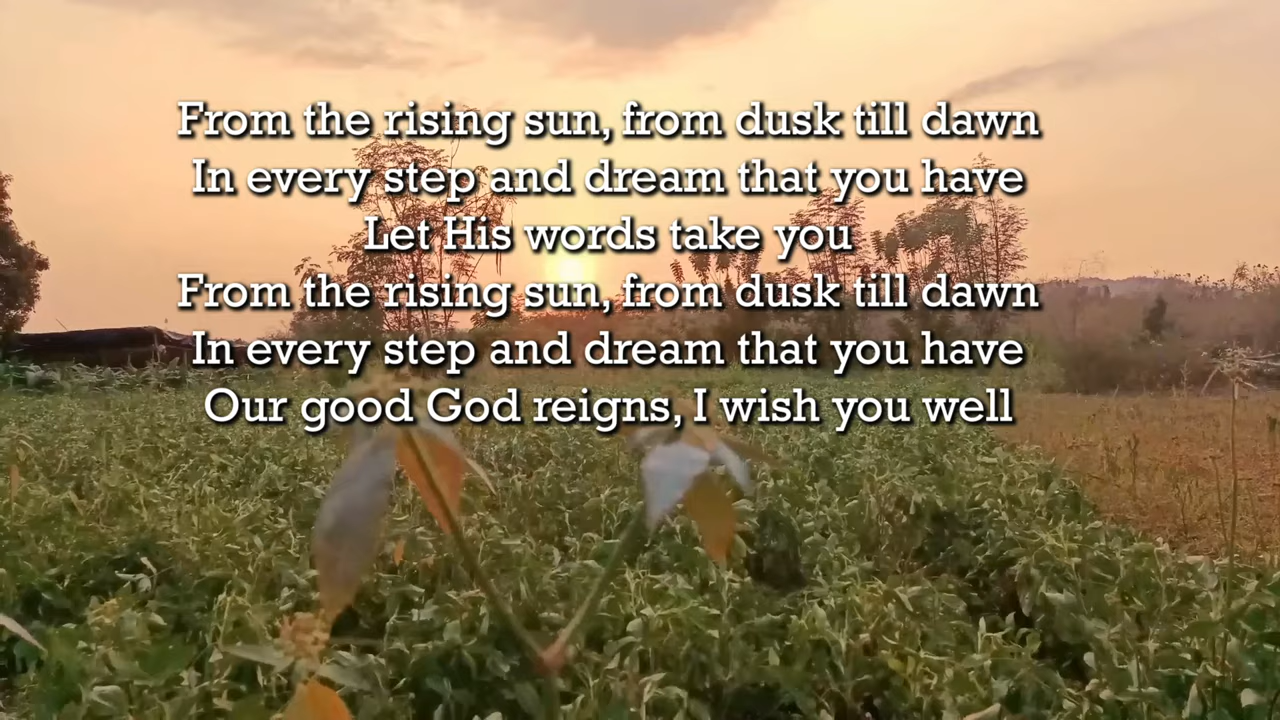 From the rising sun, from dusk till dawn
In every step and dream that you have
Let His words take you
From the rising sun, from dusk till dawn
In every step and dream that you have
Our good God reigns, I wish you well